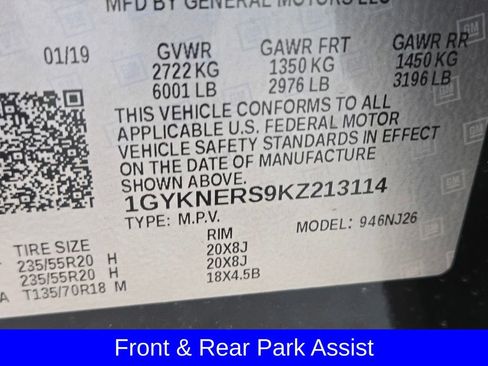 MFD BY GENERAL MOTORS LLC
01/19 GVWR GAWR FRT GAWR RR
2722 KG 1350 KG 1450 KG
6001 LB 2976 LB 3196 LB
THIS VEHICLE CONFORMS TO ALL
APPLICABLE U.S. FEDERAL MOTOR
VEHICLE SAFETY STANDARDS IN EFFECT
ON THE DATE OF MANUFACTURE
SHOWN ABOVE.
1GYKNERS9KZ213114
TYPE: M.P.V. MODEL: 946NJ26
TIRE SIZE RIM
235/55R20 H 20X8J
235/55R20 H 20X8J
A T135/70R18 M 18X4.5B
GM
Front & Rear Park Assist